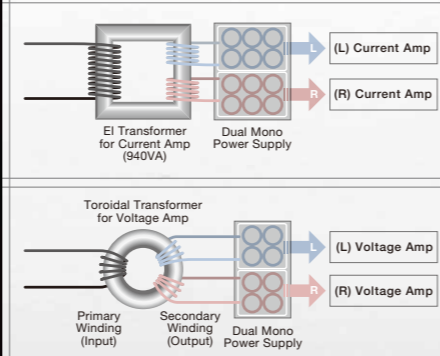 L
(L) Current Amp
R
(R) Current Amp
EI Transformer
for Current Amp
(940VA)
Dual Mono
Power Supply
Toroidal Transformer
for Voltage Amp
L
(L) Voltage Amp
R
(R) Voltage Amp
Primary
Winding
(Input)
Secondary
Winding
(Output)
Dual Mono
Power Supply